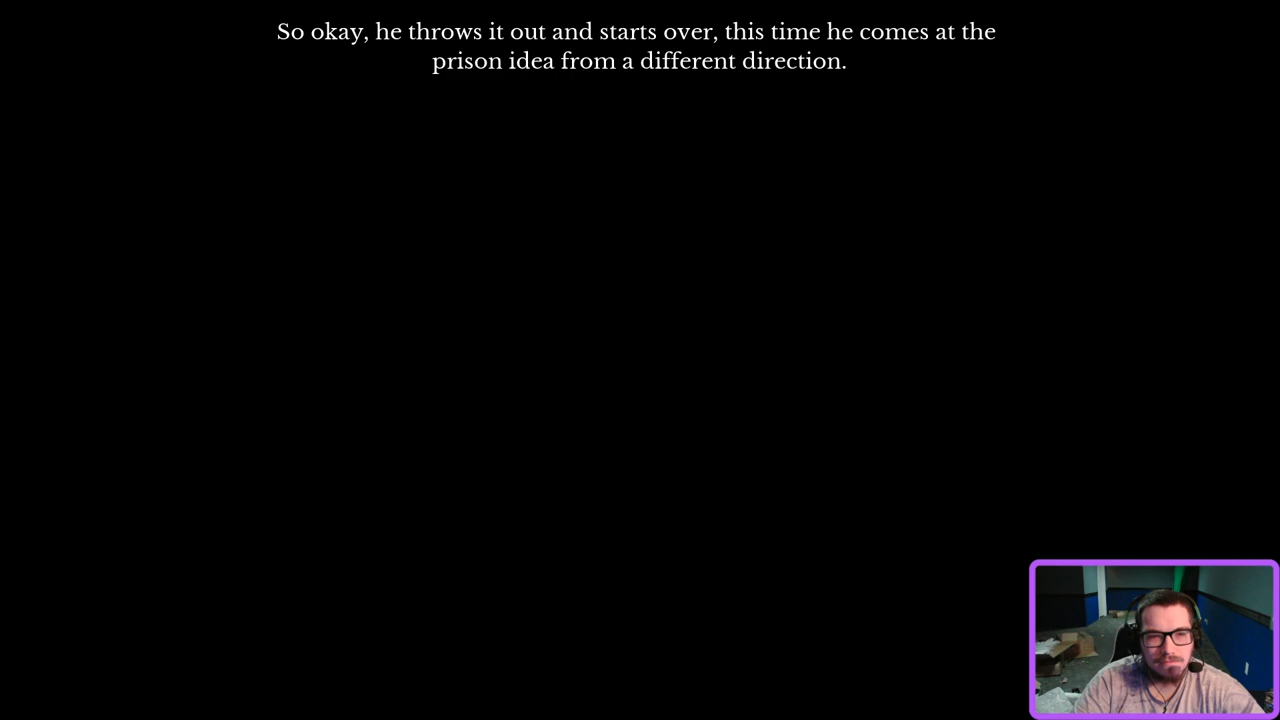 So okay, he throws it out and starts over, this time he comes at the
prison idea from a different direction.